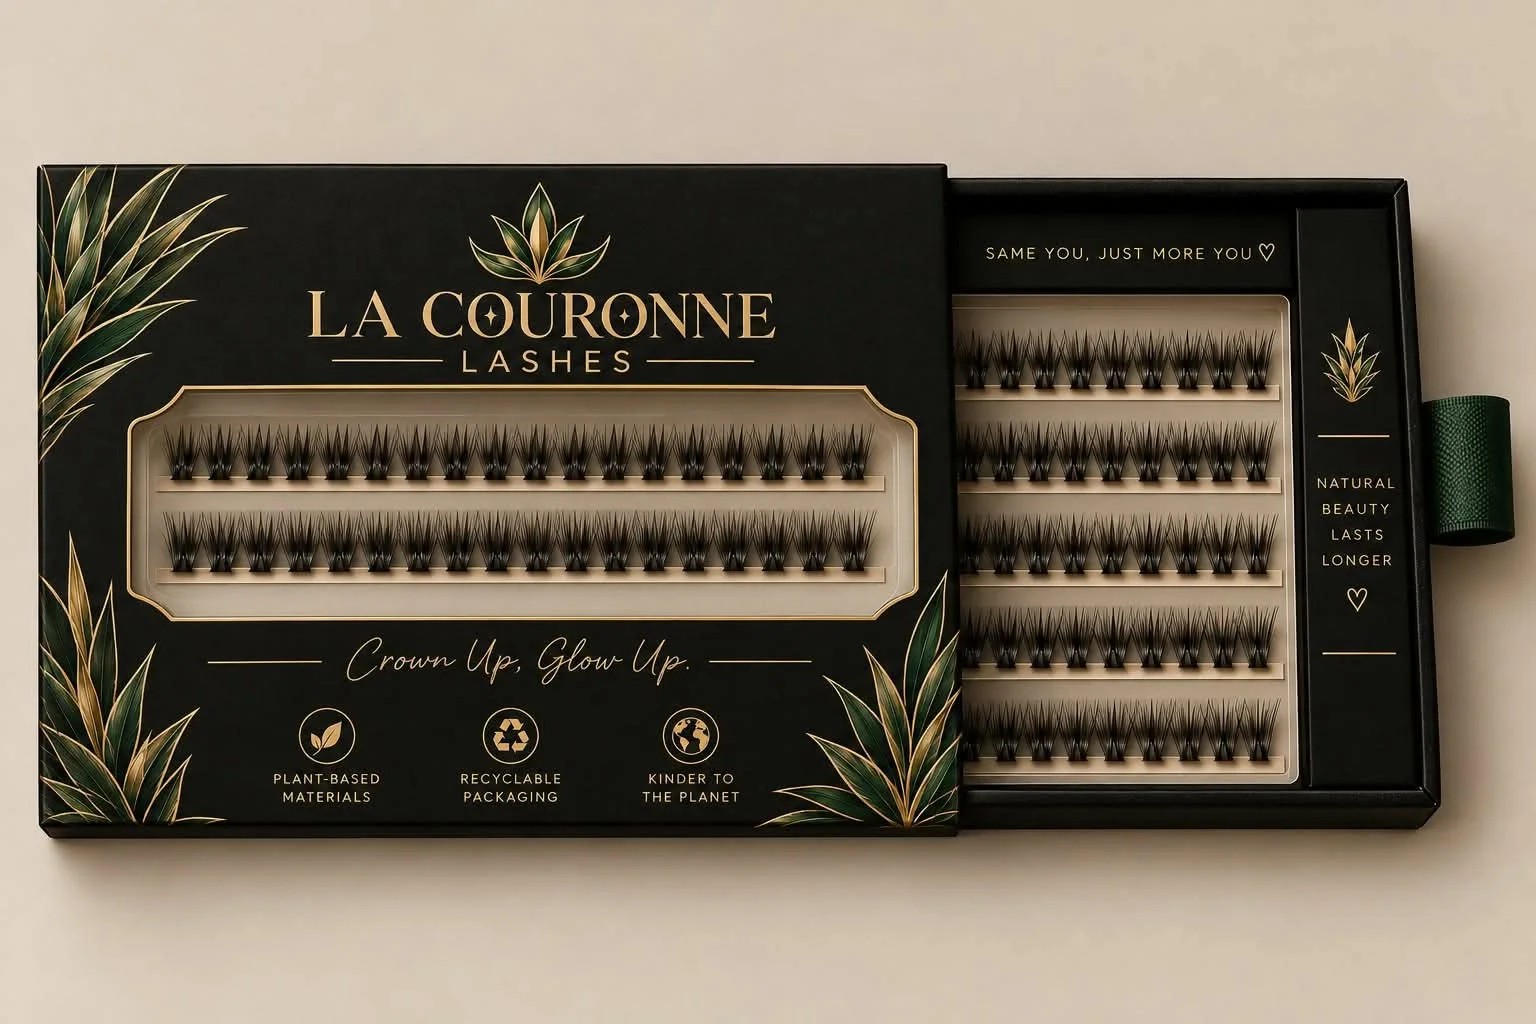 LA COURONNE
LASHES
Crown Up, Glow Up.
PLANT-BASED
MATERIALS
RECYCLABLE
PACKAGING
KINDER TO
THE PLANET
SAME YOU, JUST MORE YOU♡
NATURAL
BEAUTY
LASTS
LONGER
♡